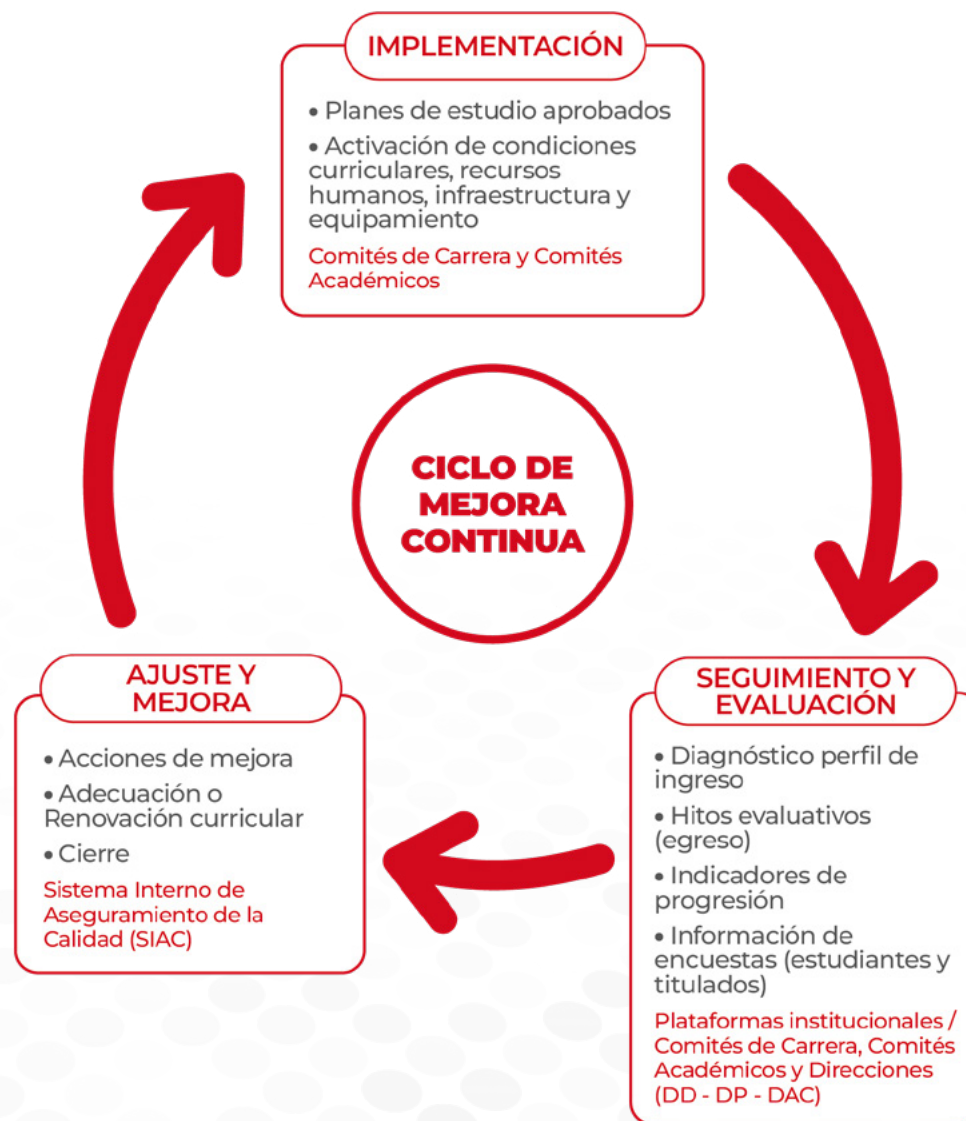 IMPLEMENTACIÓN
• Planes de estudio aprobados
• Activación de condiciones
curriculares, recursos
humanos, infraestructura y
equipamiento
Comités de Carrera y Comités
Académicos
CICLO DE
MEJORA
CONTINUA
AJUSTE Y
MEJORA
• Acciones de mejora
• Adecuación o
Renovación curricular
• Cierre
Sistema Interno de
Aseguramiento de la
Calidad (SIAC)
SEGUIMIENTO Y
EVALUACIÓN
• Diagnóstico perfil de
ingreso
• Hitos evaluativos
(egreso)
• Indicadores de
progresión
• Información de
encuestas (estudiantes y
titulados)
Plataformas institucionales /
Comités de Carrera, Comités
Académicos y Direcciones
(DD - DP - DAC)